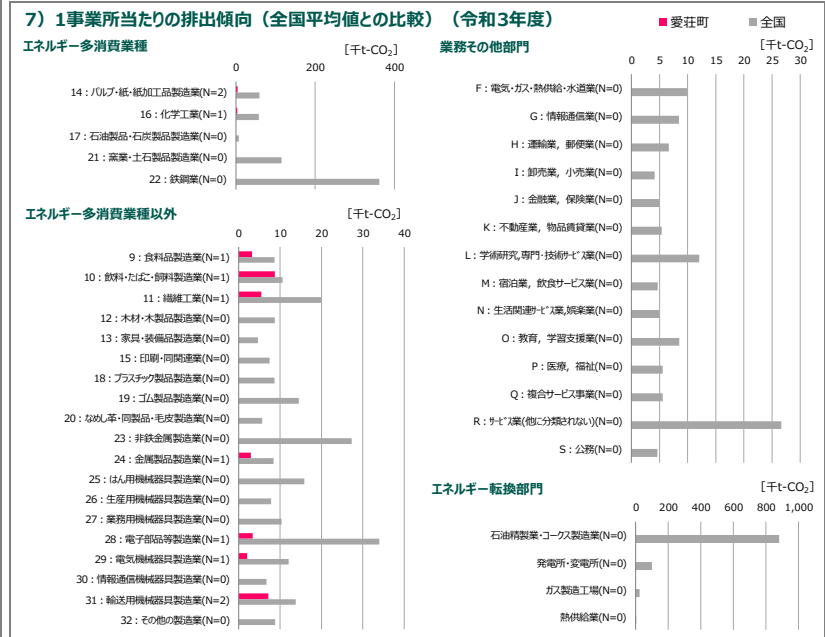 7）1事業所当たりの排出傾向（全国平均値との比較）（令和3年度）
愛荘町
全国
エネルギー多消費業種
［千t-CO₂］
0 200 400
14：パルプ・紙・紙加工品製造業(N=2)
16：化学工業(N=1)
17：石油製品・石炭製品製造業(N=0)
21：窯業・土石製品製造業(N=0)
22：鉄鋼業(N=0)
エネルギー多消費業種以外
［千t-CO₂］
0 10 20 30 40
9：食料品製造業(N=1)
10：飲料・たばこ・飼料製造業(N=1)
11：繊維工業(N=1)
12：木材・木製品製造業(N=0)
13：家具・装備品製造業(N=0)
15：印刷・同関連業(N=0)
18：プラスチック製品製造業(N=0)
19：ゴム製品製造業(N=0)
20：なめし革・同製品・毛皮製造業(N=0)
23：非鉄金属製造業(N=0)
24：金属製品製造業(N=1)
25：はん用機械器具製造業(N=0)
26：生産用機械器具製造業(N=0)
27：業務用機械器具製造業(N=0)
28：電子部品等製造業(N=1)
29：電気機械器具製造業(N=1)
30：情報通信機械器具製造業(N=0)
31：輸送用機械器具製造業(N=2)
32：その他の製造業(N=0)
業務その他部門
［千t-CO₂］
0 5 10 15 20 25 30
F：電気・ガス・熱供給・水道業(N=0)
G：情報通信業(N=0)
H：運輸業，郵便業(N=0)
I：卸売業，小売業(N=0)
J：金融業，保険業(N=0)
K：不動産業，物品賃貸業(N=0)
L：学術研究,専門・技術サービス業(N=0)
M：宿泊業，飲食サービス業(N=0)
N：生活関連サービス業,娯楽業(N=0)
O：教育，学習支援業(N=0)
P：医療，福祉(N=0)
Q：複合サービス事業(N=0)
R：サービス業(他に分類されない)(N=0)
S：公務(N=0)
エネルギー転換部門
［千t-CO₂］
0 200 400 600 800 1,000
石油精製業・コークス製造業(N=0)
発電所・変電所(N=0)
ガス製造工場(N=0)
熱供給業(N=0)